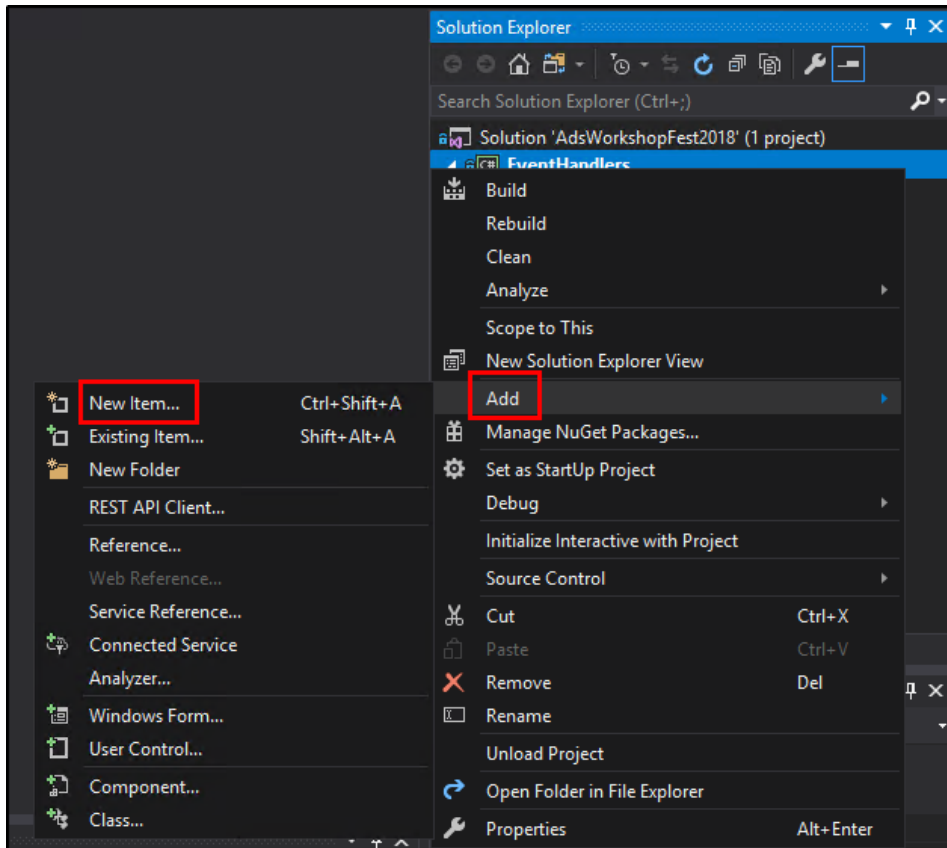 Solution Explorer
Search Solution Explorer (Ctrl+;)
Solution 'AdsWorkshopFest2018' (1 project)
C# EventHandlers
Build
Rebuild
Clean
Analyze
Scope to This
New Solution Explorer View
Add
Manage NuGet Packages...
Set as StartUp Project
Debug
Initialize Interactive with Project
Source Control
Cut Ctrl+X
Paste Ctrl+V
Remove Del
Rename
Unload Project
Open Folder in File Explorer
Properties Alt+Enter
New Item... Ctrl+Shift+A
Existing Item... Shift+Alt+A
New Folder
REST API Client...
Reference...
Web Reference...
Service Reference...
Connected Service
Analyzer...
Windows Form...
User Control...
Component...
Class...